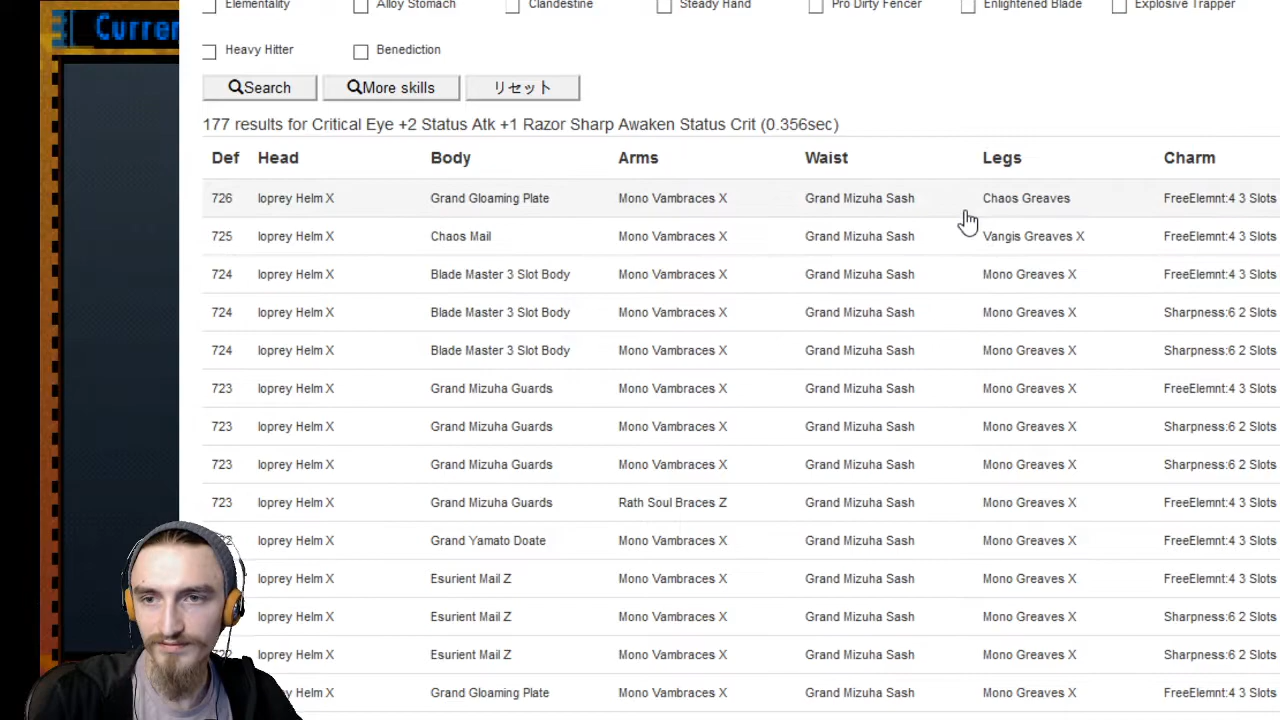 Curren
Elementality Alloy Stomach Clandestine Steady Hand Pro Dirty Fencer Enlightened Blade Explosive Trapper
Heavy Hitter Benediction
Search More skills リセット
177 results for Critical Eye +2 Status Atk +1 Razor Sharp Awaken Status Crit (0.356sec)
Def Head Body Arms Waist Legs Charm
726 Ioprey Helm X Grand Gloaming Plate Mono Vambraces X Grand Mizuha Sash Chaos Greaves FreeElemnt:4 3 Slots
725 Ioprey Helm X Chaos Mail Mono Vambraces X Grand Mizuha Sash Vangis Greaves X FreeElemnt:4 3 Slots
724 Ioprey Helm X Blade Master 3 Slot Body Mono Vambraces X Grand Mizuha Sash Mono Greaves X FreeElemnt:4 3 Slots
724 Ioprey Helm X Blade Master 3 Slot Body Mono Vambraces X Grand Mizuha Sash Mono Greaves X Sharpness:6 2 Slots
724 Ioprey Helm X Blade Master 3 Slot Body Mono Vambraces X Grand Mizuha Sash Mono Greaves X Sharpness:6 2 Slots
723 Ioprey Helm X Grand Mizuha Guards Mono Vambraces X Grand Mizuha Sash Mono Greaves X FreeElemnt:4 3 Slots
723 Ioprey Helm X Grand Mizuha Guards Mono Vambraces X Grand Mizuha Sash Mono Greaves X Sharpness:6 2 Slots
723 Ioprey Helm X Grand Mizuha Guards Mono Vambraces X Grand Mizuha Sash Mono Greaves X Sharpness:6 2 Slots
723 Ioprey Helm X Grand Mizuha Guards Rath Soul Braces Z Grand Mizuha Sash Mono Greaves X FreeElemnt:4 3 Slots
Ioprey Helm X Grand Yamato Doate Mono Vambraces X Grand Mizuha Sash Mono Greaves X FreeElemnt:4 3 Slots
Ioprey Helm X Esurient Mail Z Mono Vambraces X Grand Mizuha Sash Mono Greaves X FreeElemnt:4 3 Slots
Ioprey Helm X Esurient Mail Z Mono Vambraces X Grand Mizuha Sash Mono Greaves X Sharpness:6 2 Slots
Ioprey Helm X Esurient Mail Z Mono Vambraces X Grand Mizuha Sash Mono Greaves X Sharpness:6 2 Slots
Helm X Grand Gloaming Plate Mono Vambraces X Grand Mizuha Sash Mono Greaves X FreeElemnt:4 3 Slots